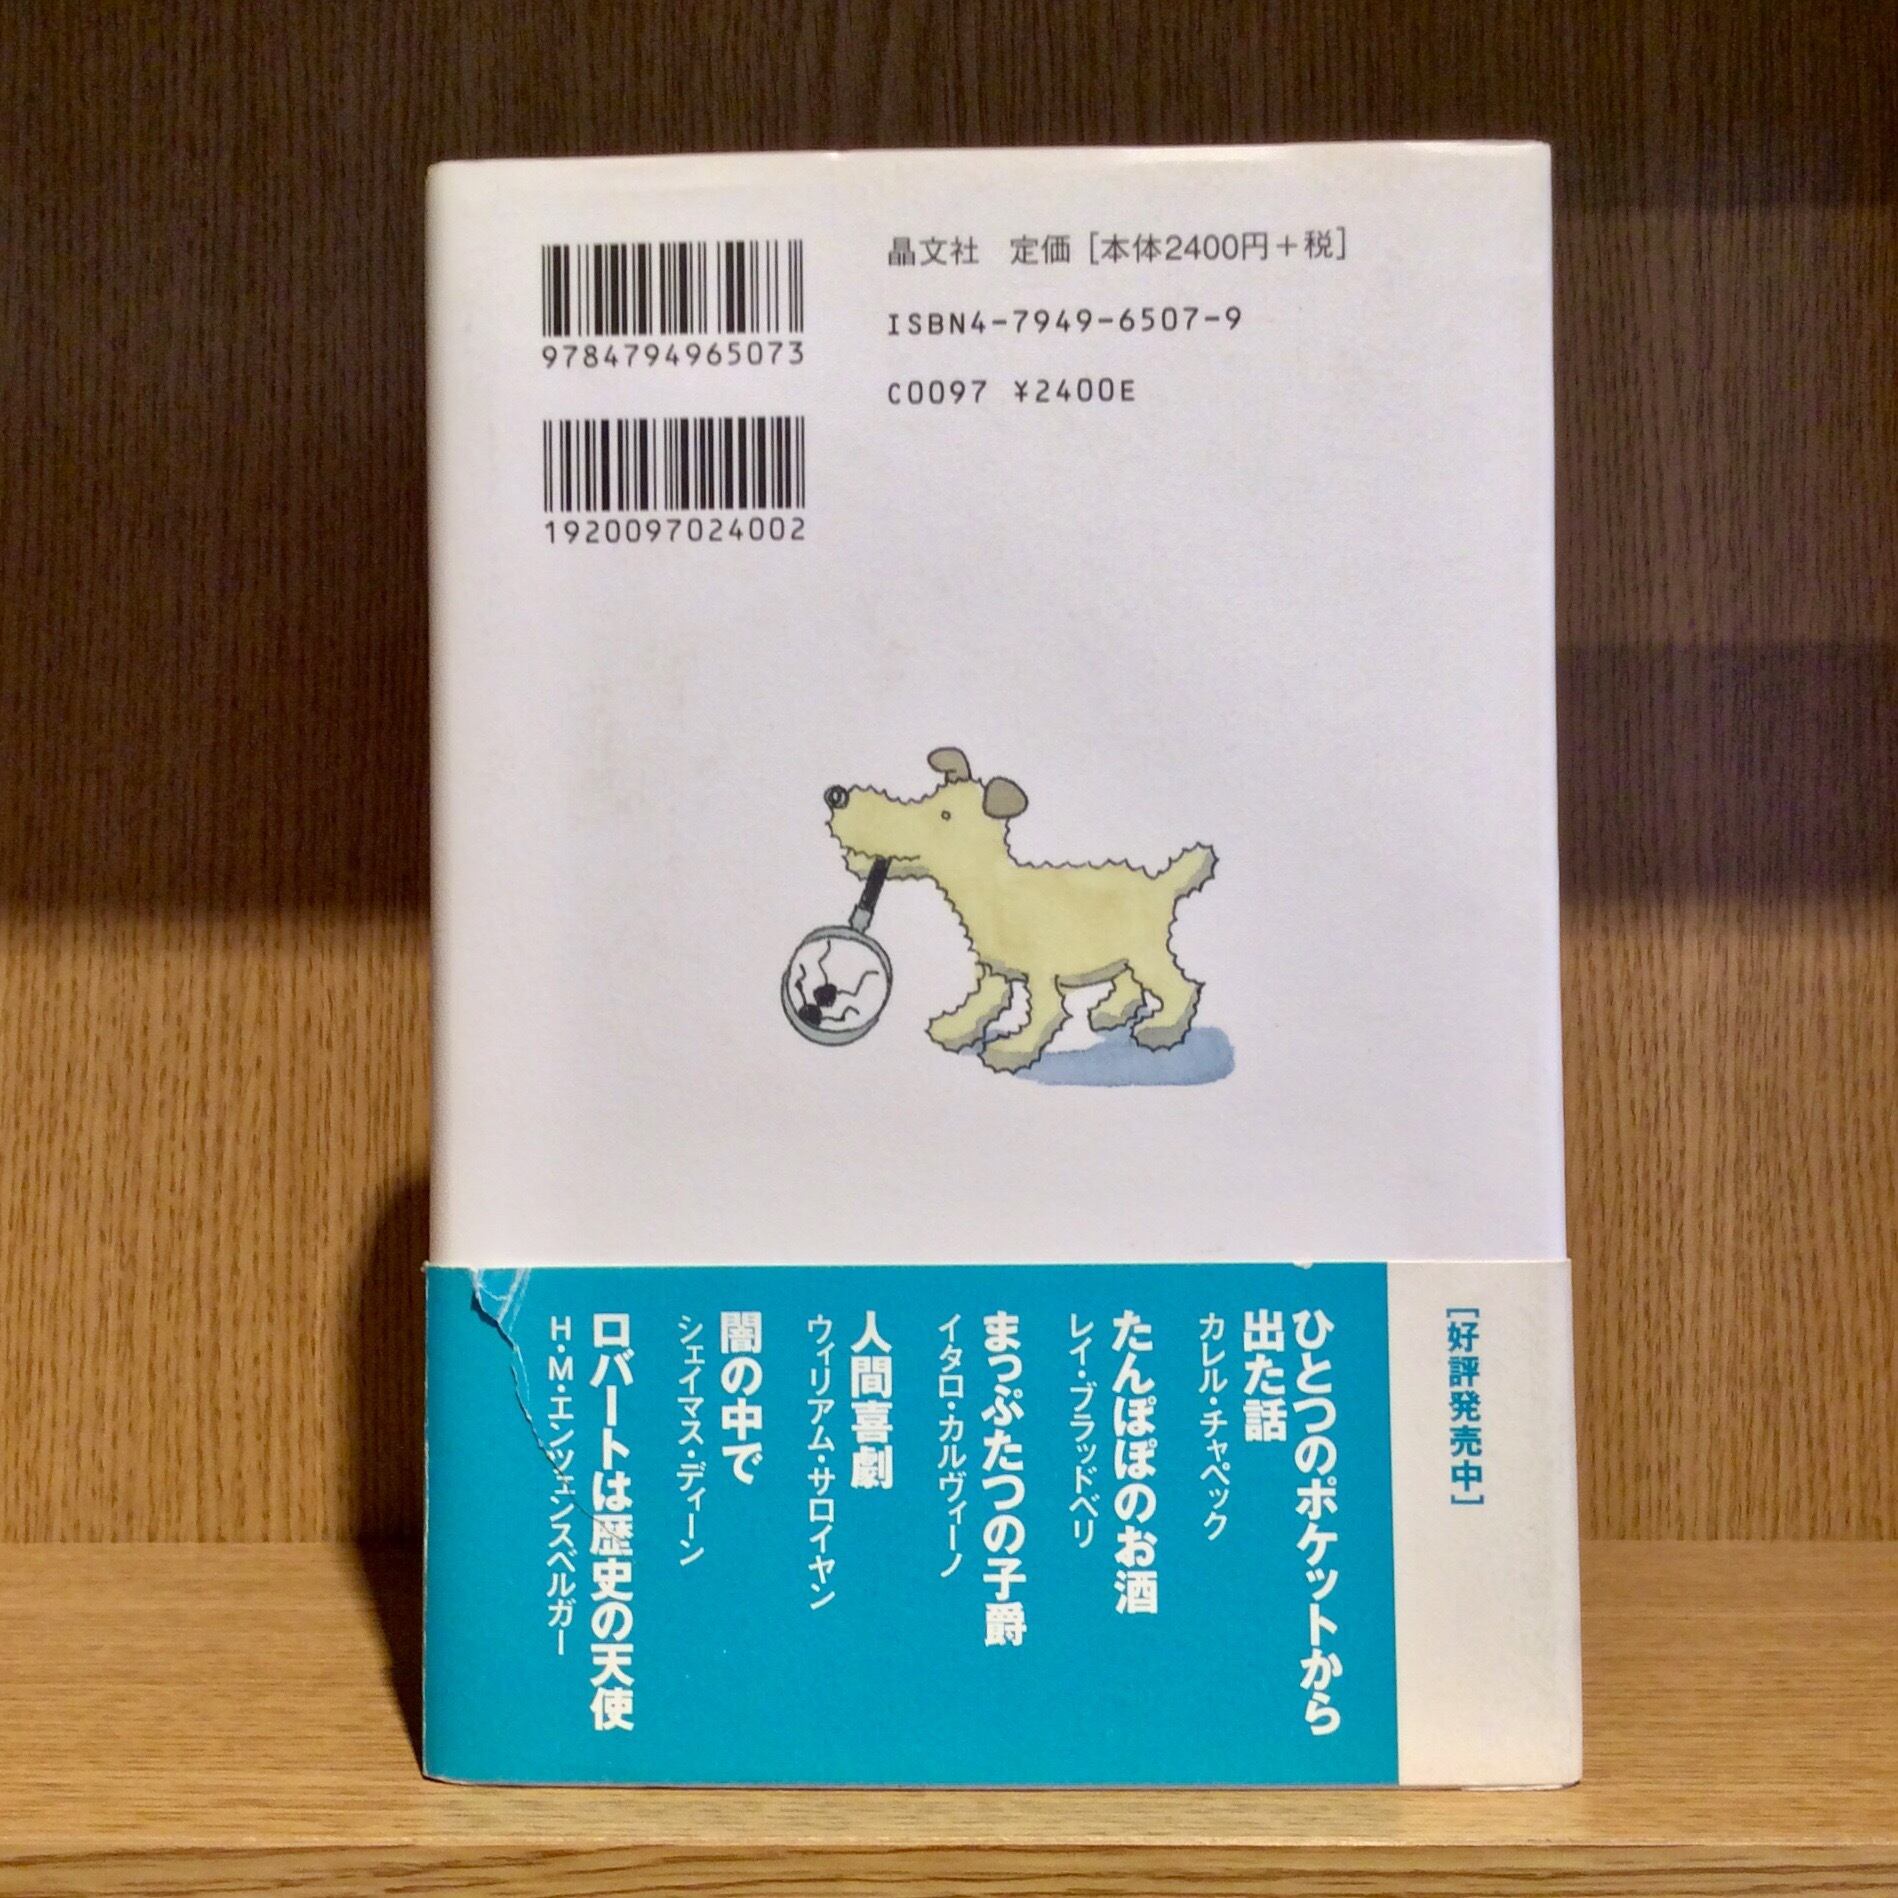 晶文社 定価［本体2400円＋税］
ISBN4-7949-6507-9
C0097 ¥2400E
9784794965073
1920097024002
［好評発売中］
ひとつのポケットから
出た話
カレル・チャペック
たんぽぽのお酒
レイ・ブラッドベリ
まっぷたつの子爵
イタロ・カルヴィーノ
人間喜劇
ウィリアム・サロイヤン
闇の中で
シェイマス・ディーン
ロバートは歴史の天使
H・M・エンツェンスベルガー